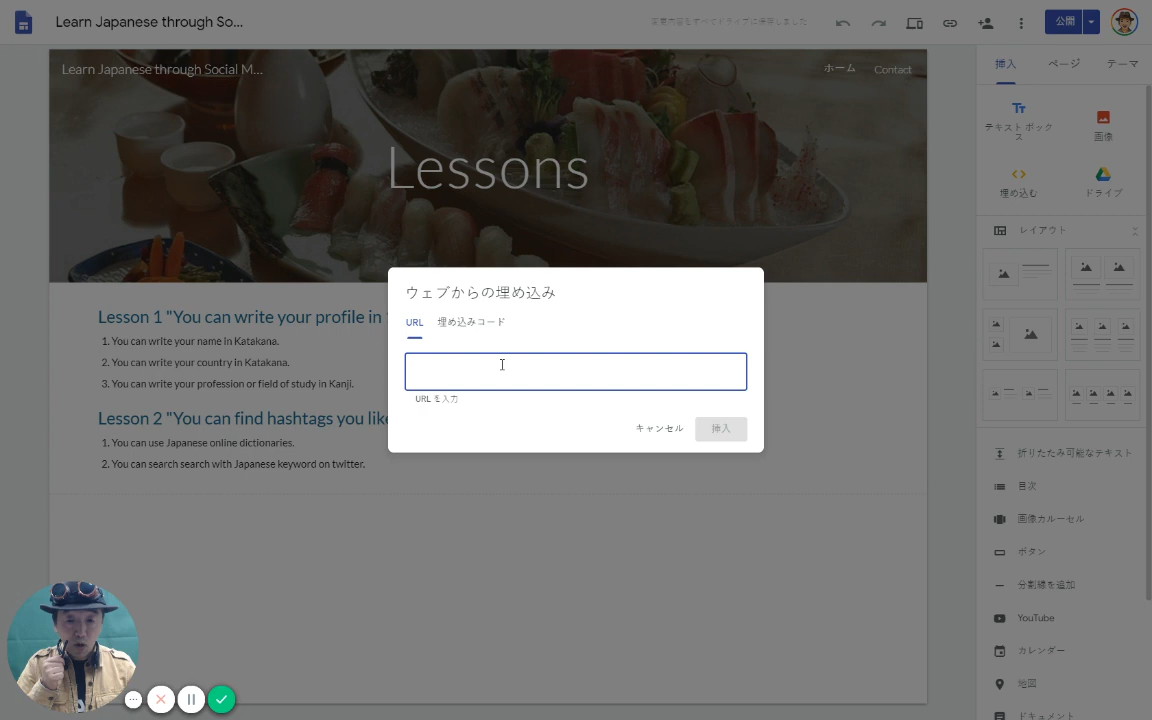 Learn Japanese through So...
変更内容をすべてドライブに保存しました
公開
Learn Japanese through Social M...
ホーム
Contact
Lessons
挿入
ページ
テーマ
テキスト ボックス
画像
埋め込む
ドライブ
レイアウト
ウェブからの埋め込み
URL
埋め込みコード
URL を入力
キャンセル
挿入
Lesson 1 "You can write your profile in
1. You can write your name in Katakana.
2. You can write your country in Katakana.
3. You can write your profession or field of study in Kanji.
Lesson 2 "You can find hashtags you like
1. You can use Japanese online dictionaries.
2. You can search search with Japanese keyword on twitter.
折りたたみ可能なテキスト
目次
画像カルーセル
ボタン
分割線を追加
YouTube
カレンダー
地図
ドキュメント